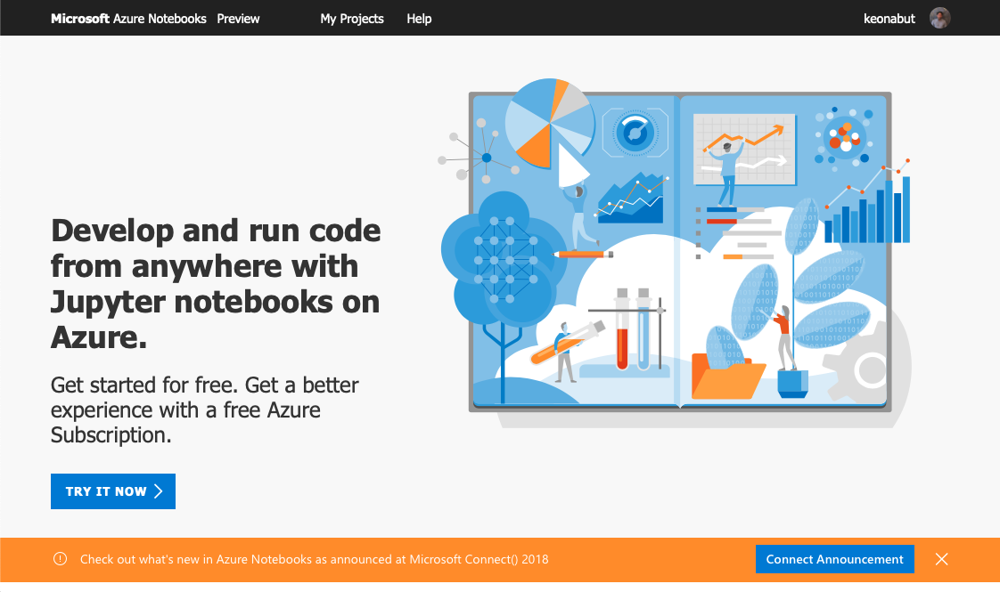 Microsoft Azure Notebooks Preview My Projects Help keonabut
Develop and run code
from anywhere with
Jupyter notebooks on
Azure.
Get started for free. Get a better
experience with a free Azure
Subscription.
TRY IT NOW
Check out what's new in Azure Notebooks as announced at Microsoft Connect() 2018 Connect Announcement